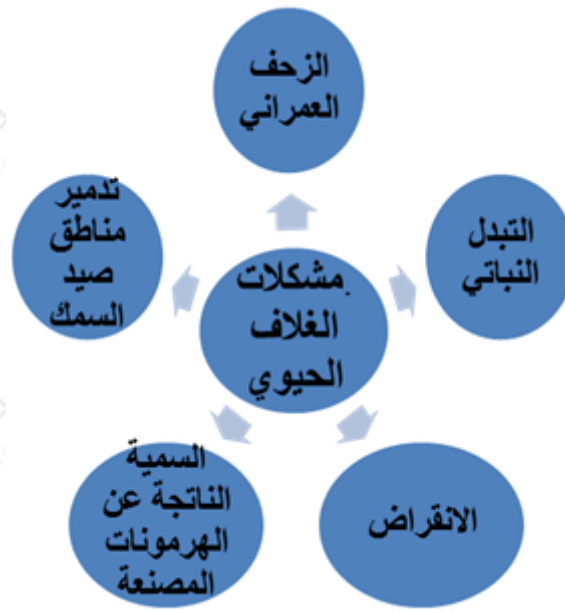 الزحف
العمراني
التبدل
النباتي
تدمير
مناطق
صيد
السمك
مشكلات
الغلاف
الحيوي
السمية
الناتجة عن
الهرمونات
المصنعة
الانقراض